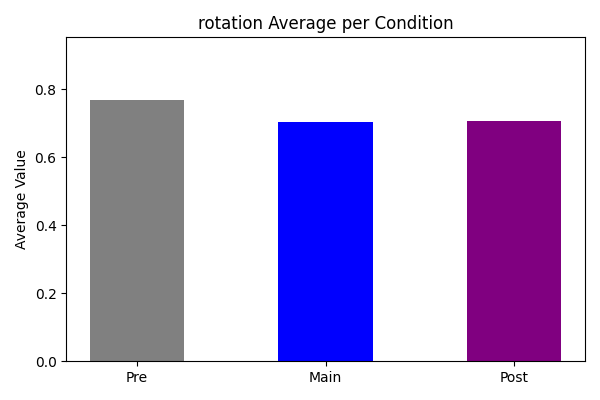 rotation Average per Condition
Average Value
0.8
0.6
0.4
0.2
0.0
Pre
Main
Post